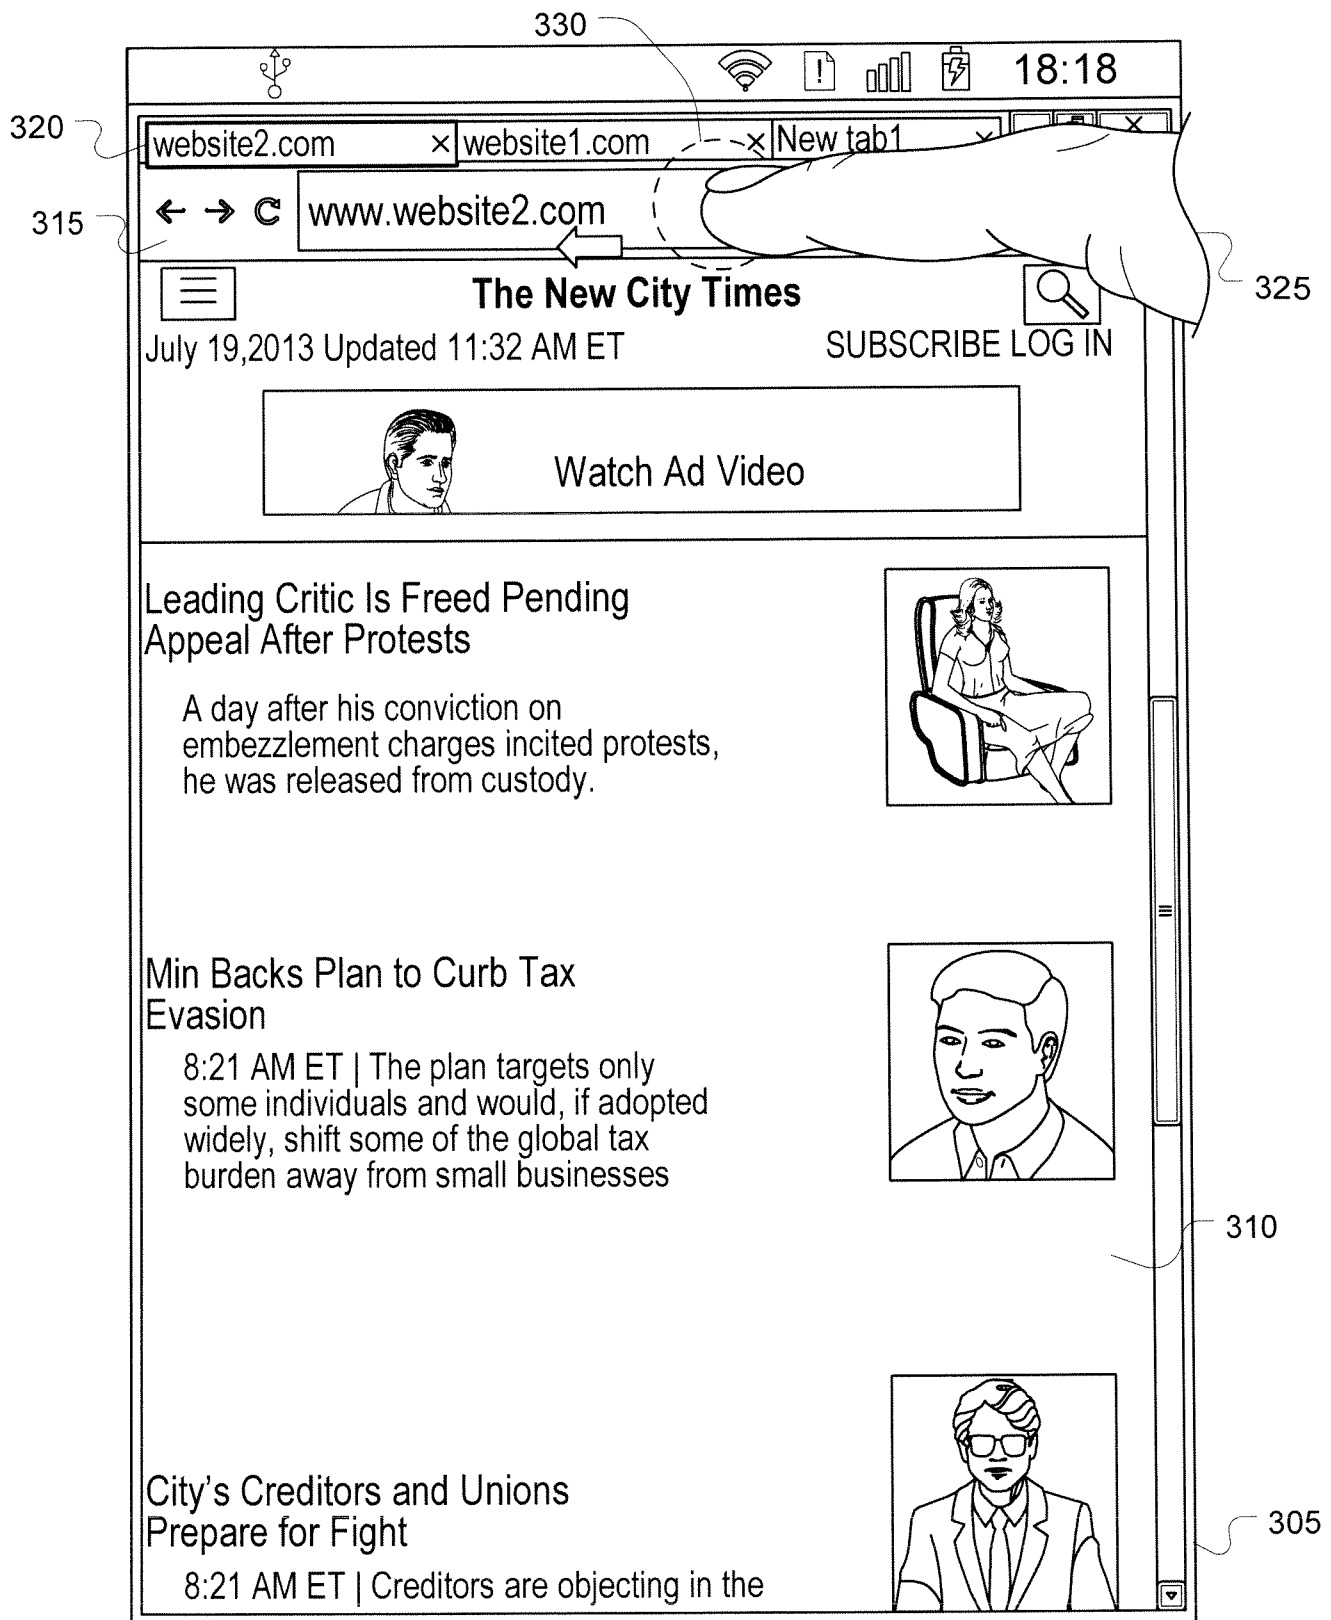 330
18:18
320
website2.com × website1.com × New tab1 ×
315
www.website2.com
325
The New City Times
July 19,2013 Updated 11:32 AM ET
SUBSCRIBE LOG IN
Watch Ad Video
Leading Critic Is Freed Pending
Appeal After Protests
A day after his conviction on
embezzlement charges incited protests,
he was released from custody.
Min Backs Plan to Curb Tax
Evasion
8:21 AM ET | The plan targets only
some individuals and would, if adopted
widely, shift some of the global tax
burden away from small businesses
310
City's Creditors and Unions
Prepare for Fight
305
8:21 AM ET | Creditors are objecting in the